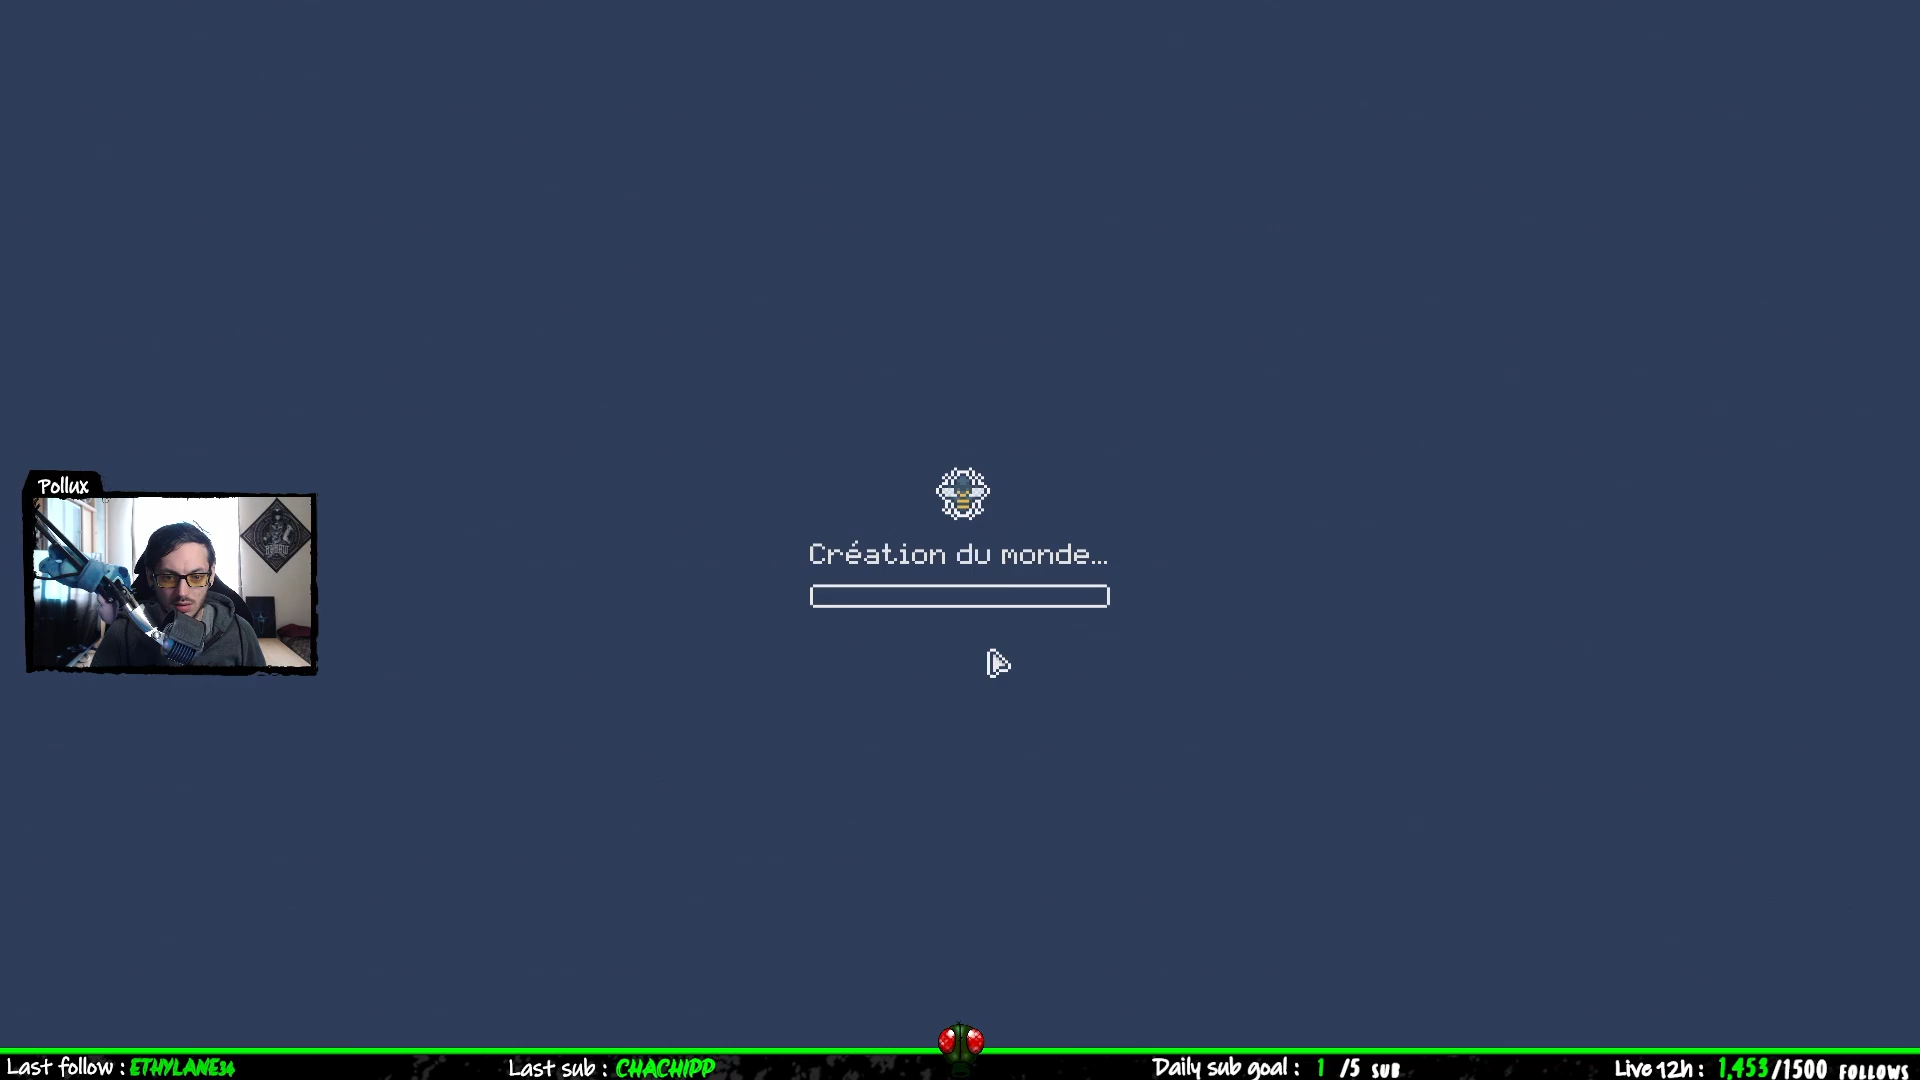 Pollux
Création du monde...
Last follow : ETHYLANE34
Last sub : CHACHIPP
Daily sub goal : 1 /5 SUB
Live 12h : 1,453/1500 FOLLOWS